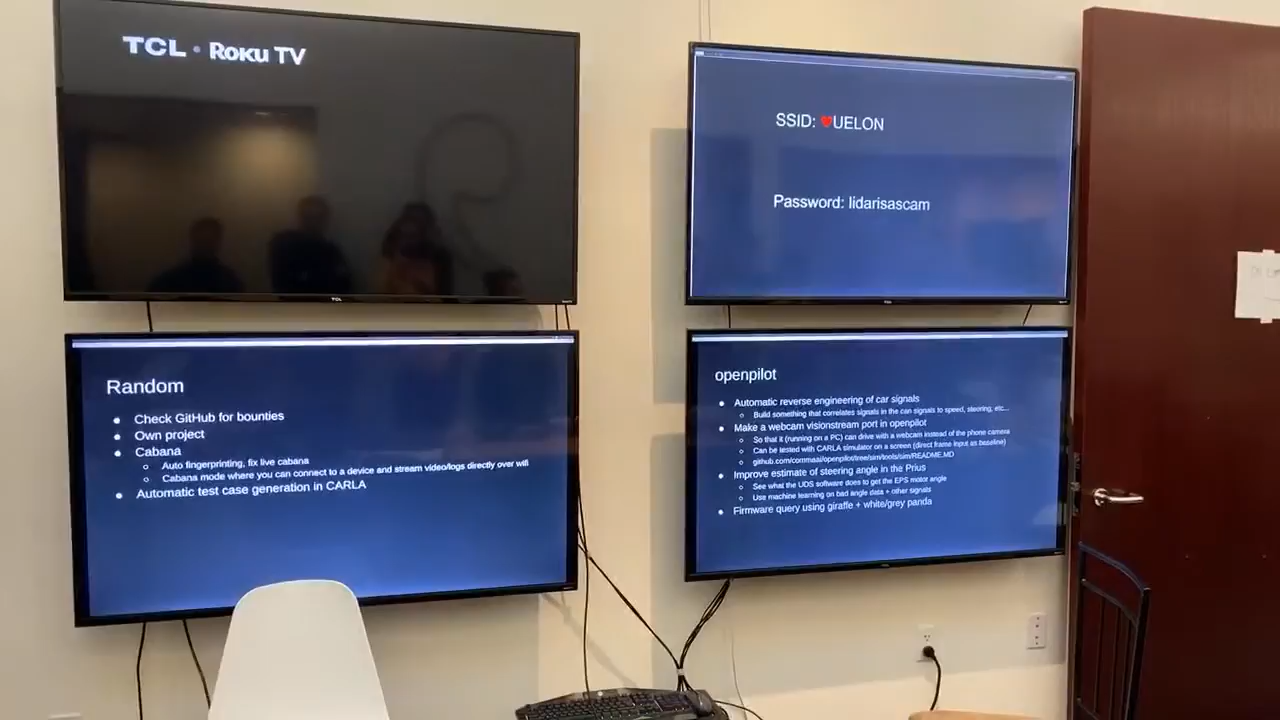 TCL • Roku TV
TCL
SSID: ❤UELON
Password: lidarisascam
TCL
Random
• Check GitHub for bounties
• Own project
• Cabana
○ Auto fingerprinting, fix live cabana
○ Cabana mode where you can connect to a device and stream video/logs directly over wifi
• Automatic test case generation in CARLA
openpilot
• Automatic reverse engineering of car signals
○ Build something that correlates signals in the can signals to speed, steering, etc...
• Make a webcam visionstream port in openpilot
○ So that it (running on a PC) can drive with a webcam instead of the phone camera
○ Can be tested with CARLA simulator on a screen (direct frame input as baseline)
○ github.com/commaai/openpilot/tree/sim/tools/sim/README.MD
• Improve estimate of steering angle in the Prius
○ See what the UDS software does to get the EPS motor angle
○ Use machine learning on bad angle data + other signals
• Firmware query using giraffe + white/grey panda